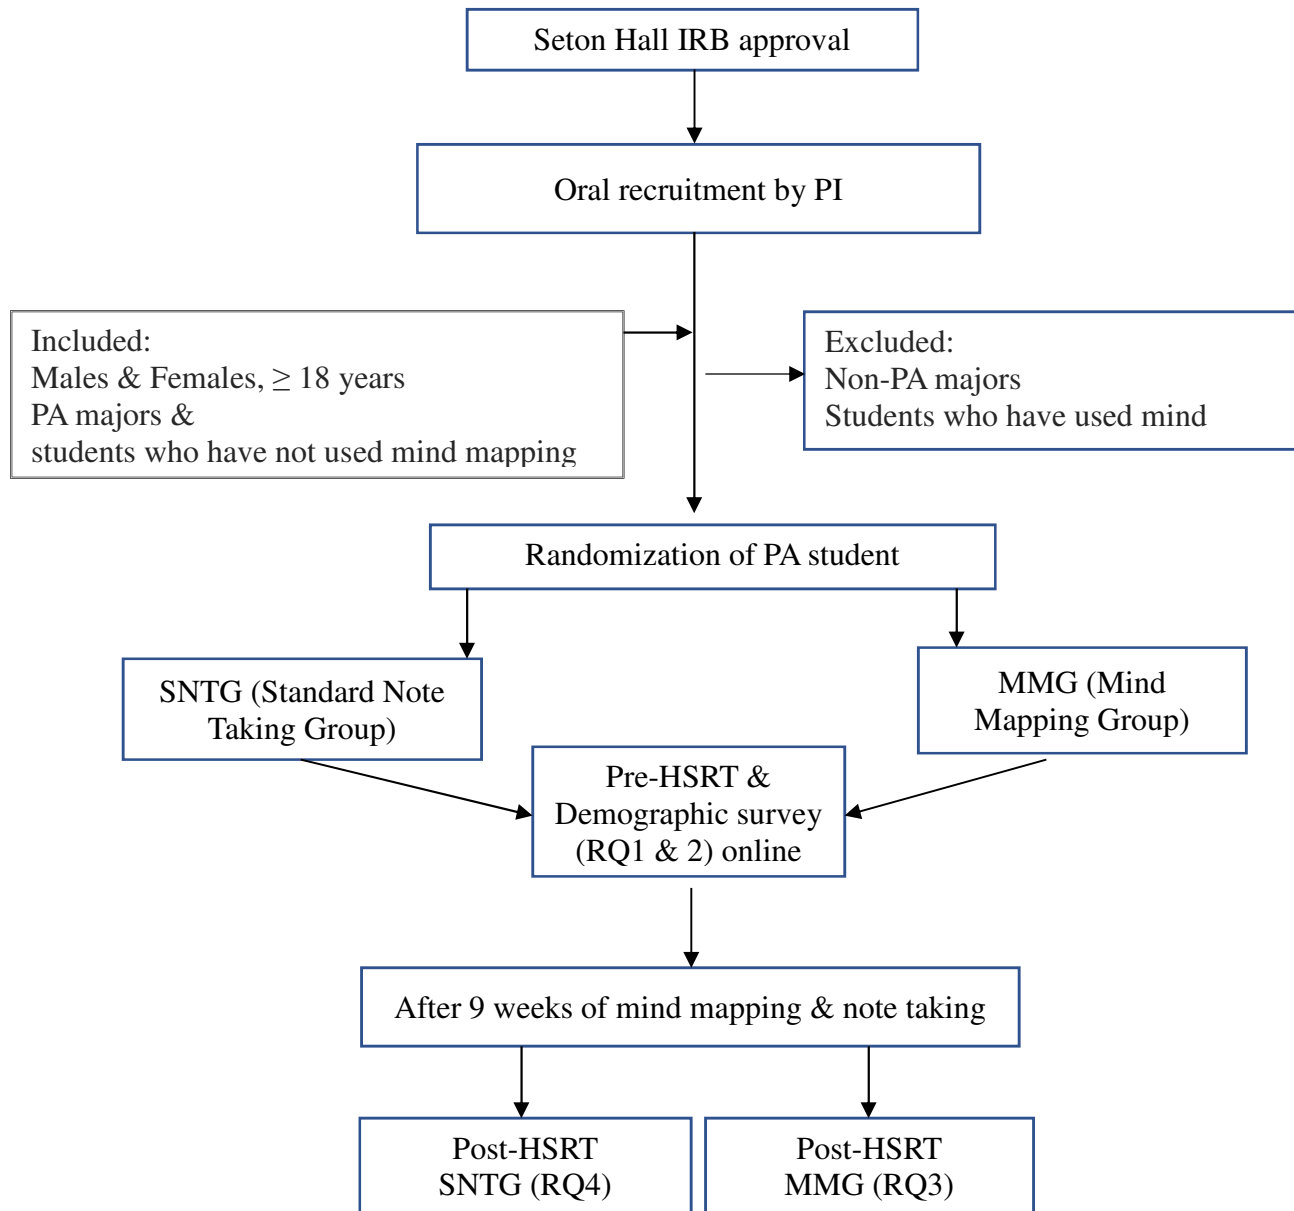 Seton Hall IRB approval
Oral recruitment by PI
Included:
Males & Females, ≥ 18 years
PA majors &
students who have not used mind mapping
Excluded:
Non-PA majors
Students who have used mind
Randomization of PA student
SNTG (Standard Note
Taking Group)
MMG (Mind
Mapping Group)
Pre-HSRT &
Demographic survey
(RQ1 & 2) online
After 9 weeks of mind mapping & note taking
Post-HSRT
SNTG (RQ4)
Post-HSRT
MMG (RQ3)